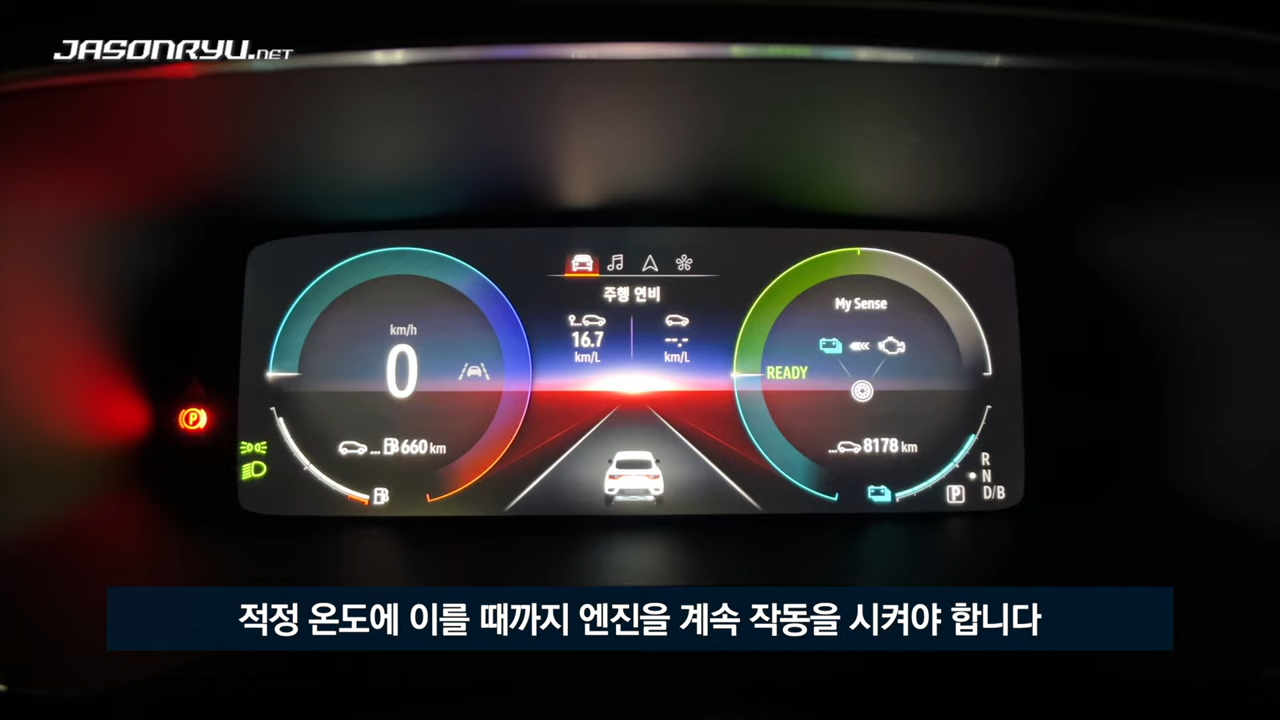 JASONRYU.NET
주행 연비
My Sense
km/h
16.7
--.-
km/L
km/L
0
READY
P
... 660 km
... 8178 km
R
N
P
D/B
적정 온도에 이를 때까지 엔진을 계속 작동을 시켜야 합니다